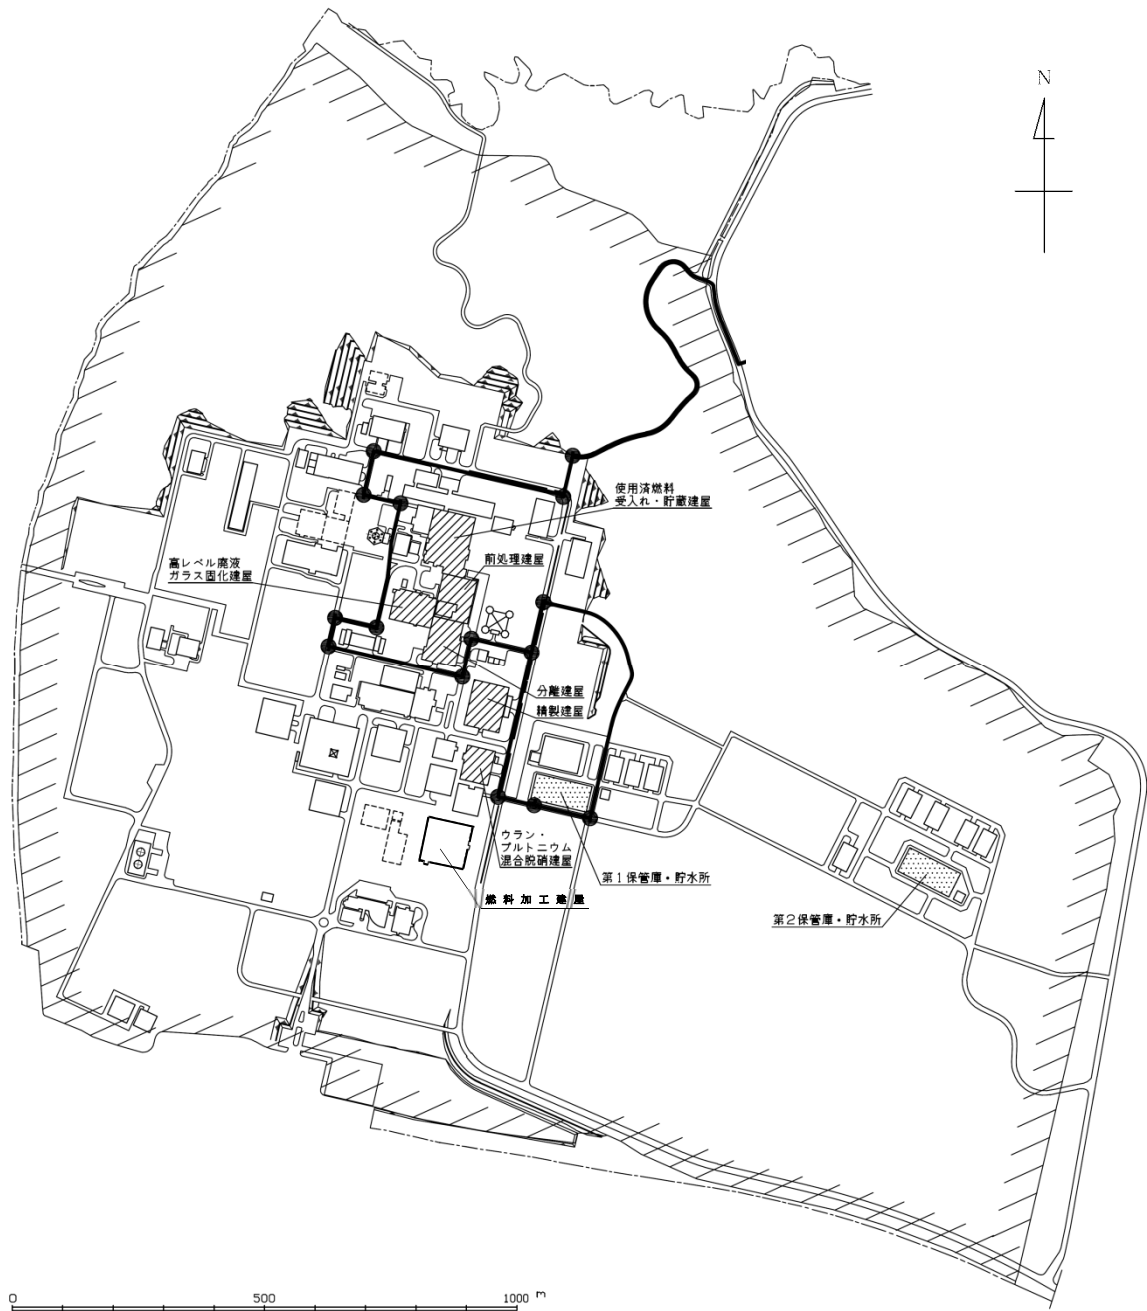 N
使用済燃料
受入れ・貯蔵建屋
前処理建屋
高レベル廃液
ガラス固化建屋
分離建屋
精製建屋
ウラン・
プルトニウム
混合脱硝建屋
第1保管庫・貯水所
燃料加工建屋
第2保管庫・貯水所
0 500 1000 m